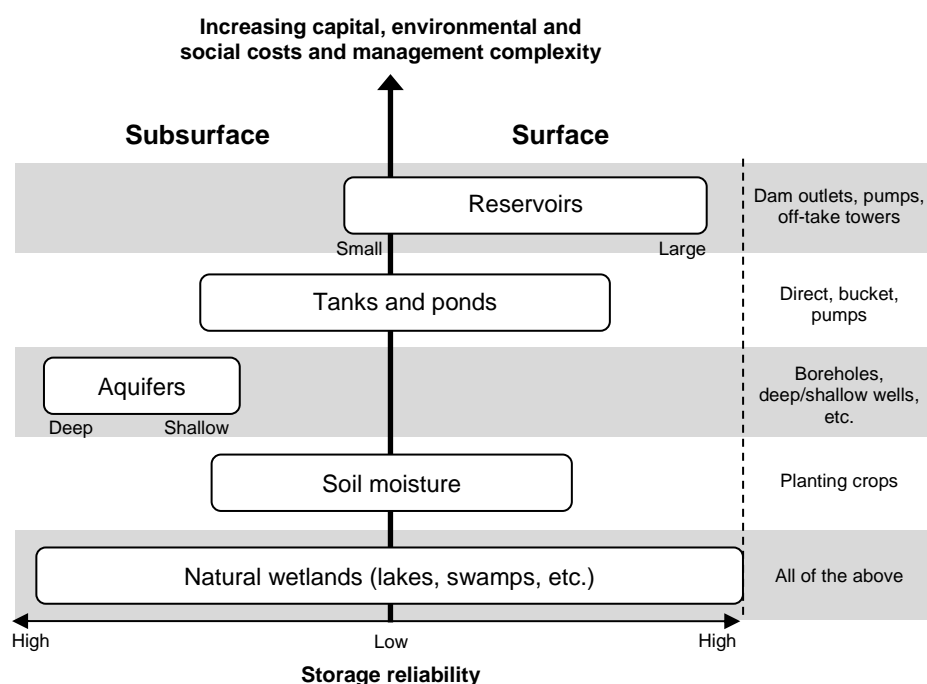 Increasing capital, environmental and
social costs and management complexity
Subsurface
Surface
Reservoirs
Dam outlets, pumps,
off-take towers
Small
Large
Tanks and ponds
Direct, bucket,
pumps
Aquifers
Boreholes,
deep/shallow wells,
etc.
Deep
Shallow
Soil moisture
Planting crops
Natural wetlands (lakes, swamps, etc.)
All of the above
High
Low
High
Storage reliability